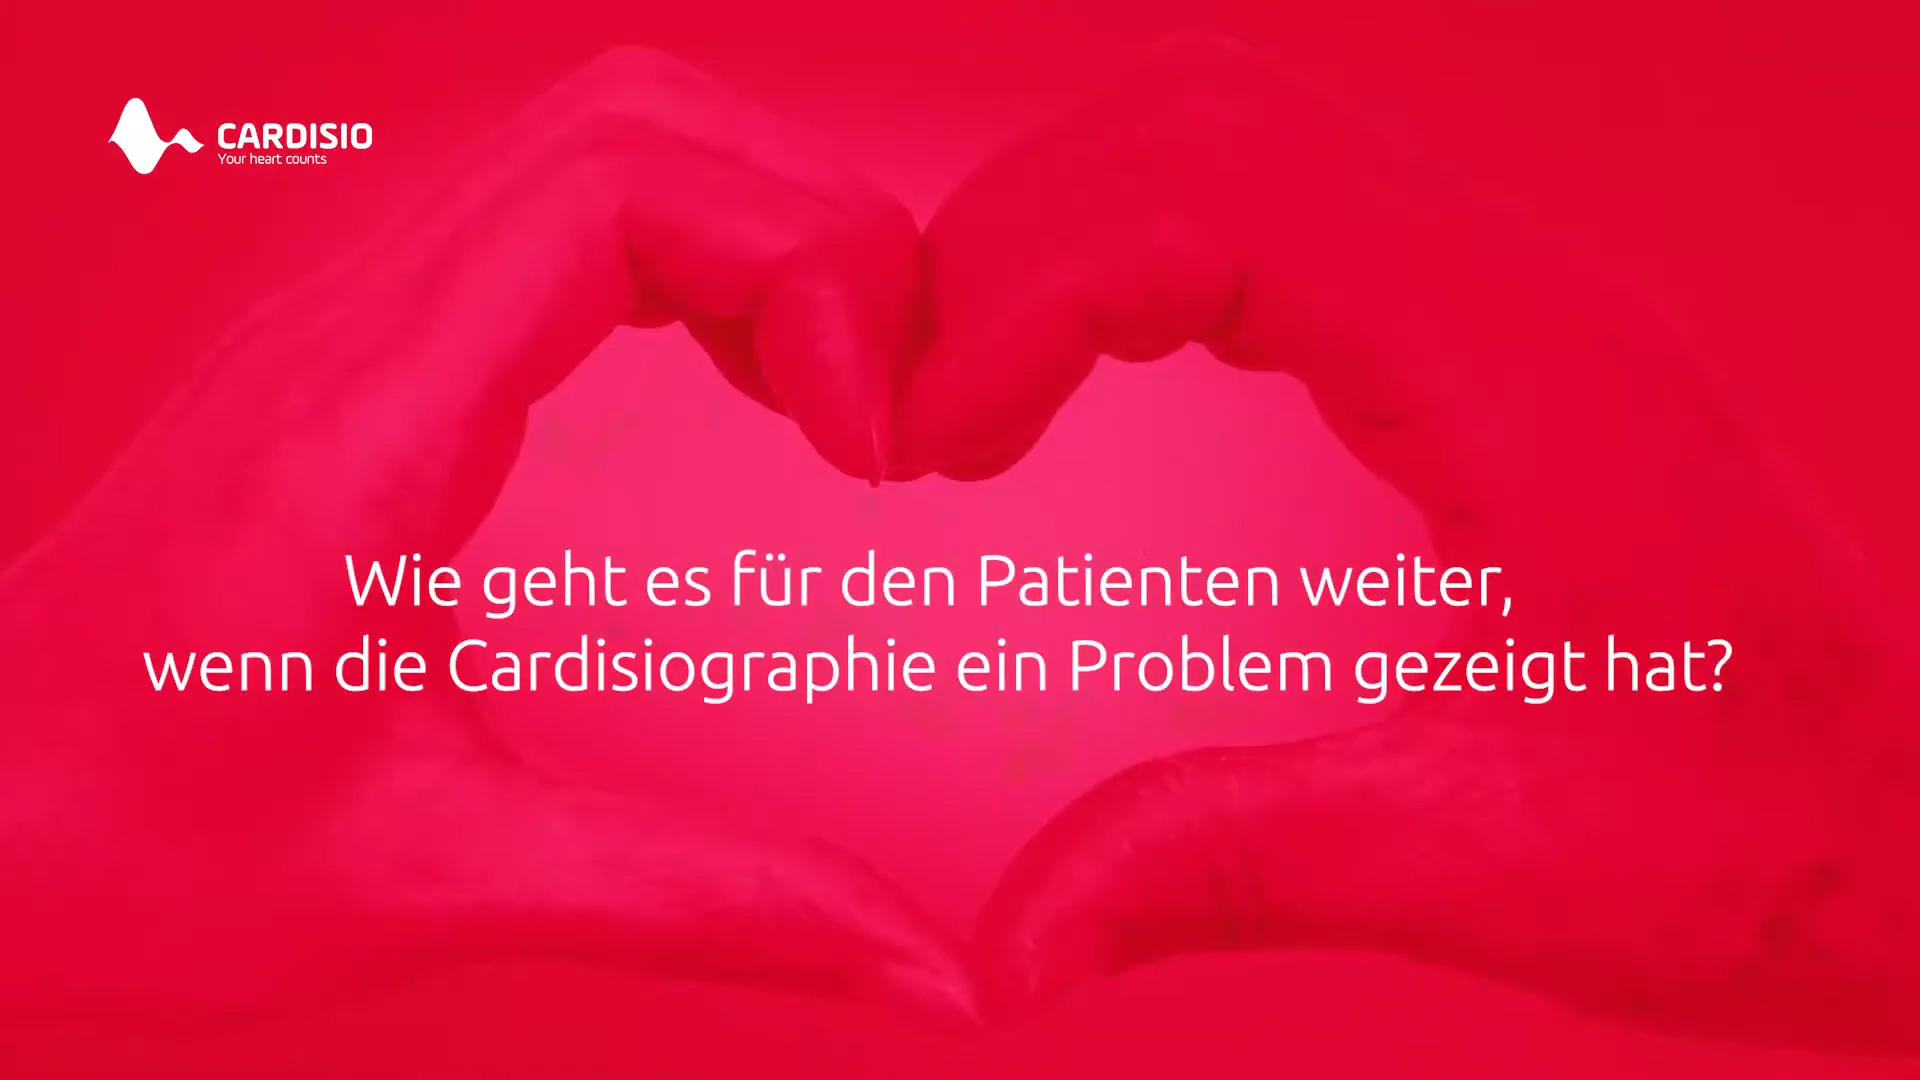 CARDISIO
Your heart counts
Wie geht es für den Patienten weiter,
wenn die Cardisiographie ein Problem gezeigt hat?